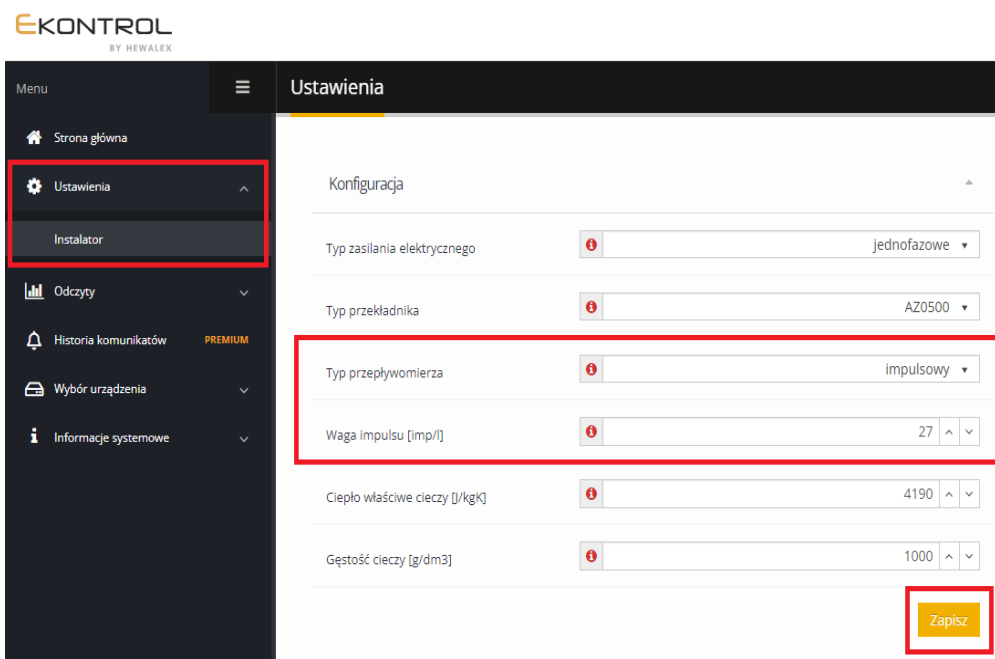 EKONTROL
BY HEWALEX
Menu
Ustawienia
Strona główna
Ustawienia
Instalator
Odczyty
Historia komunikatów PREMIUM
Wybór urządzenia
Informacje systemowe
Konfiguracja
Typ zasilania elektrycznego jednofazowe
Typ przekładnika AZ0500
Typ przepływomierza impulsowy
Waga impulsu [imp/l] 27
Ciepło właściwe cieczy [J/kgK] 4190
Gęstość cieczy [g/dm3] 1000
Zapisz